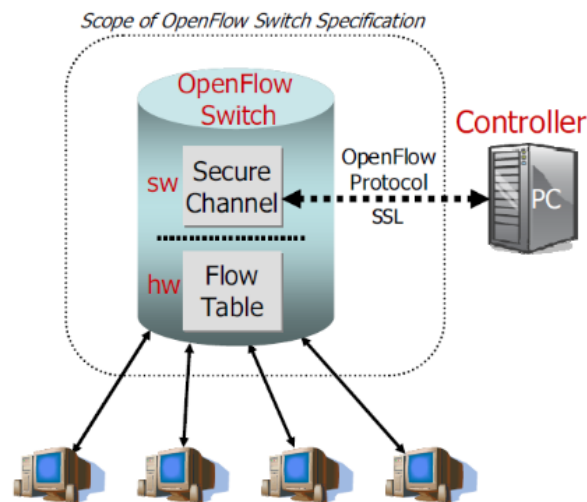 Scope of OpenFlow Switch Specification
OpenFlow
Switch
Controller
sw
Secure
Channel
OpenFlow
Protocol
SSL
PC
hw
Flow
Table